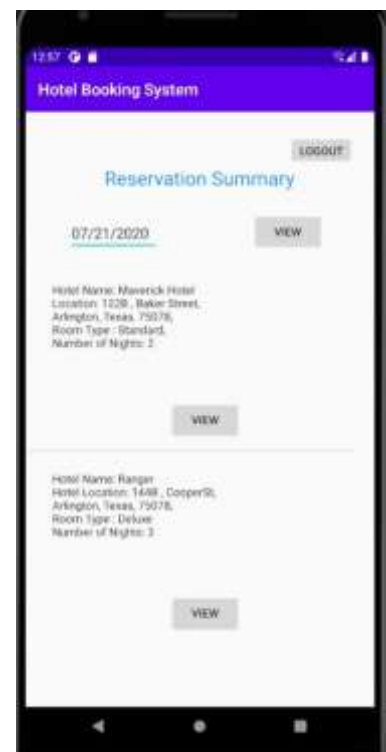 12:57
Hotel Booking System
LOGOUT
Reservation Summary
07/21/2020 VIEW
Hotel Name: Maverick Hotel
Location: 122B , Baker Street,
Arlington, Texas, 75078,
Room Type : Standard,
Number of Nights: 2
VIEW
Hotel Name: Ranger
Hotel Location: 144B , CooperSt,
Arlington, Texas, 75078,
Room Type : Deluxe
Number of Nights: 3
VIEW